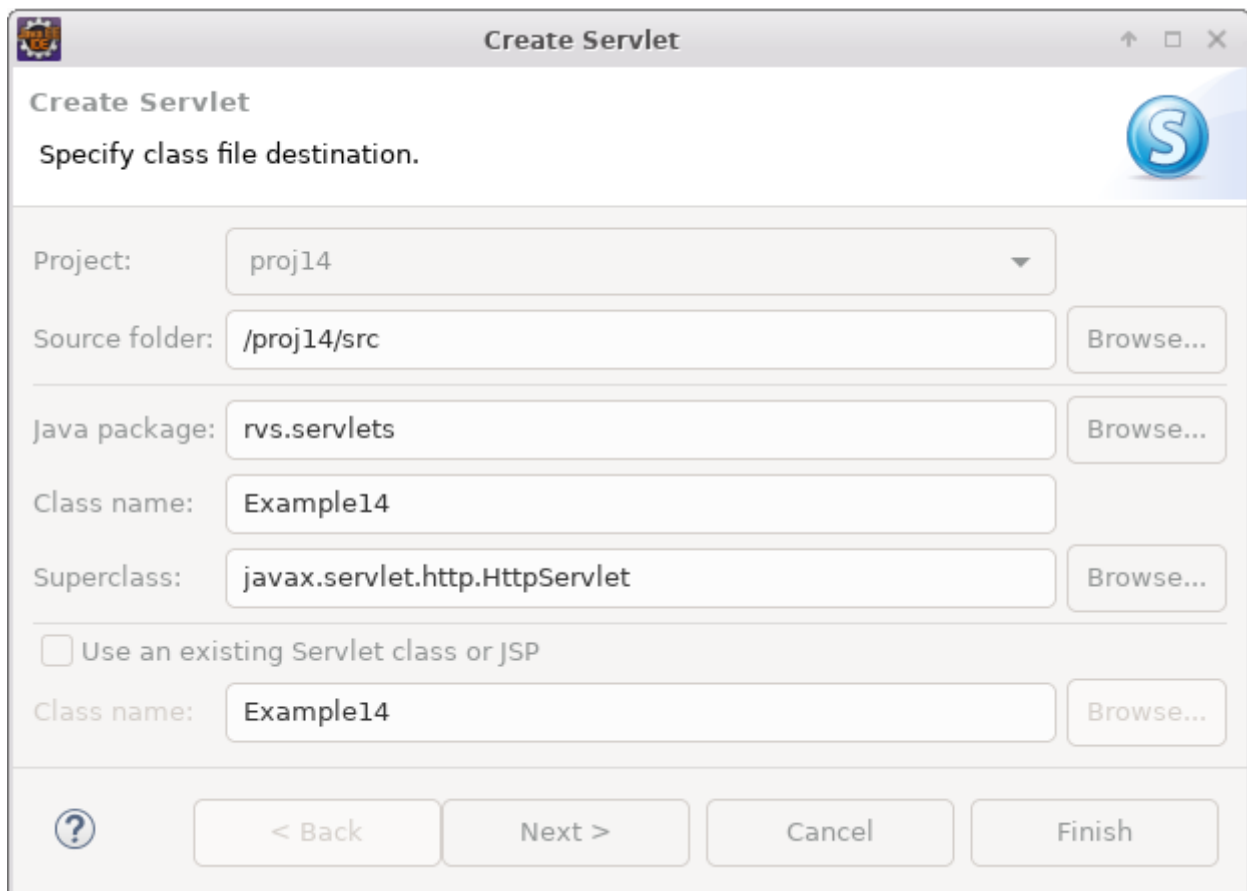 Create Servlet
Create Servlet
Specify class file destination.
Project: proj14
Source folder: /proj14/src Browse...
Java package: rvs.servlets Browse...
Class name: Example14
Superclass: javax.servlet.http.HttpServlet Browse...
Use an existing Servlet class or JSP
Class name: Example14 Browse...
? < Back Next > Cancel Finish